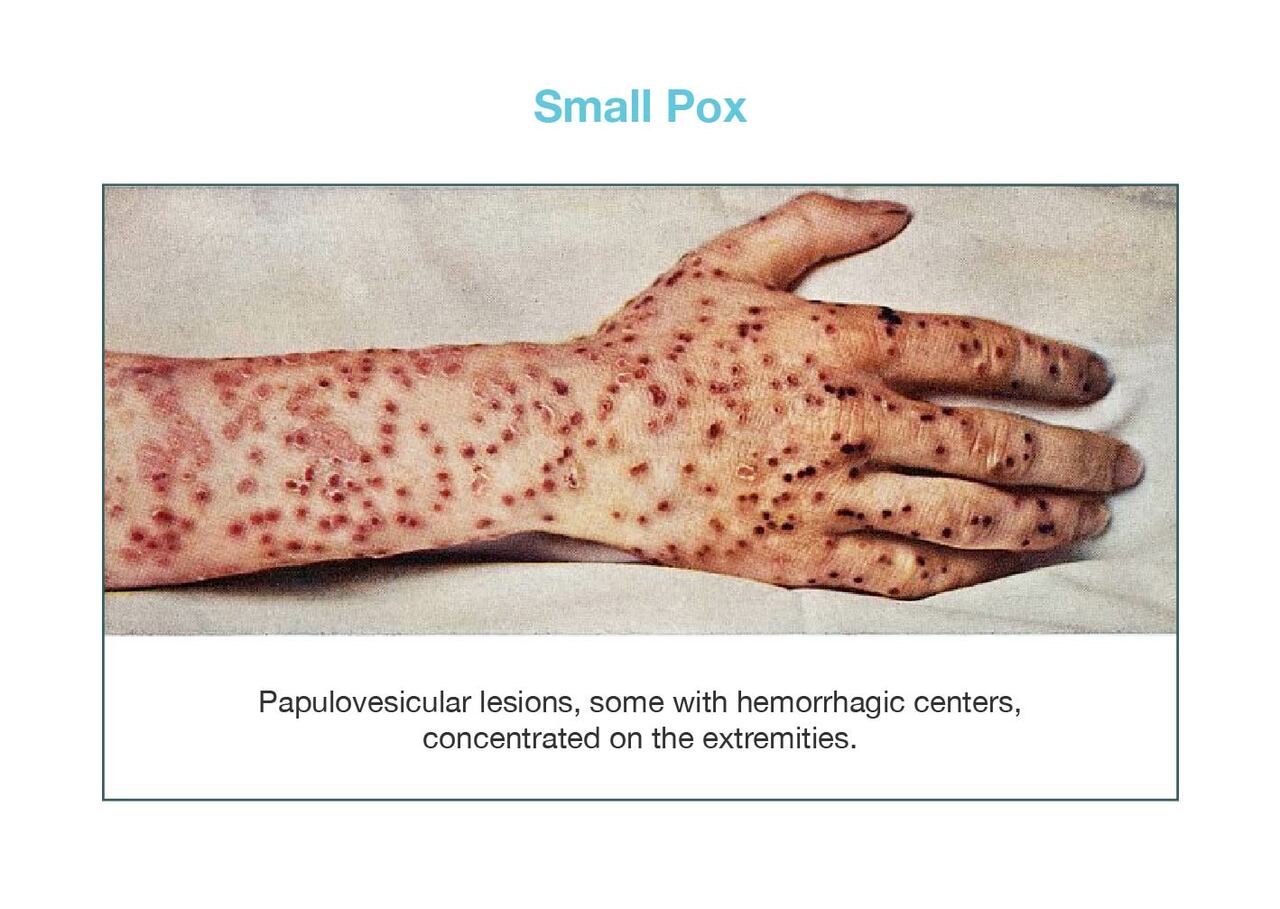 Small Pox
Papulovesicular lesions, some with hemorrhagic centers,
concentrated on the extremities.